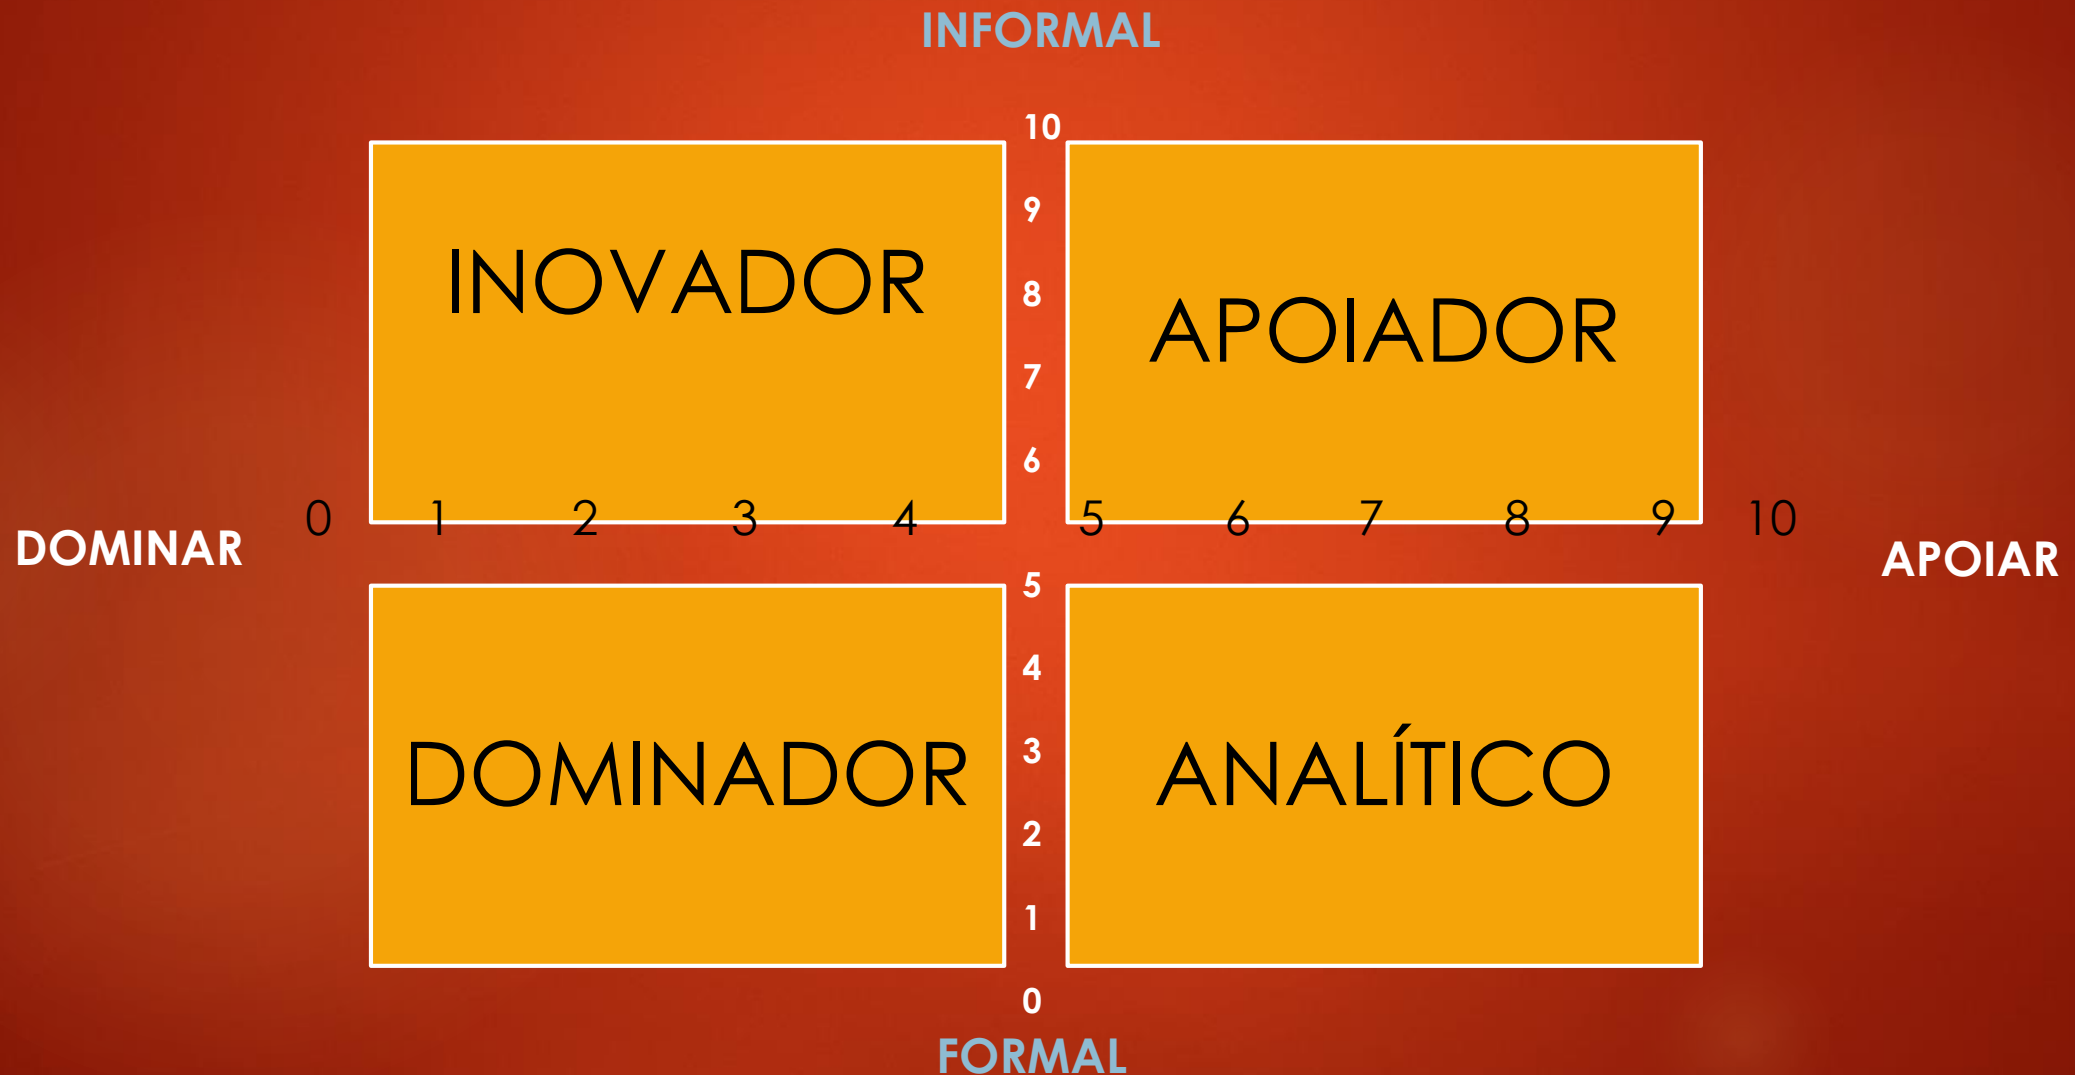 INFORMAL
10
9
INOVADOR
8
APOIADOR
7
6
0 1 2 3 4 5 6 7 8 9 10
DOMINAR
APOIAR
5
4
3
DOMINADOR
ANALÍTICO
2
1
0
FORMAL